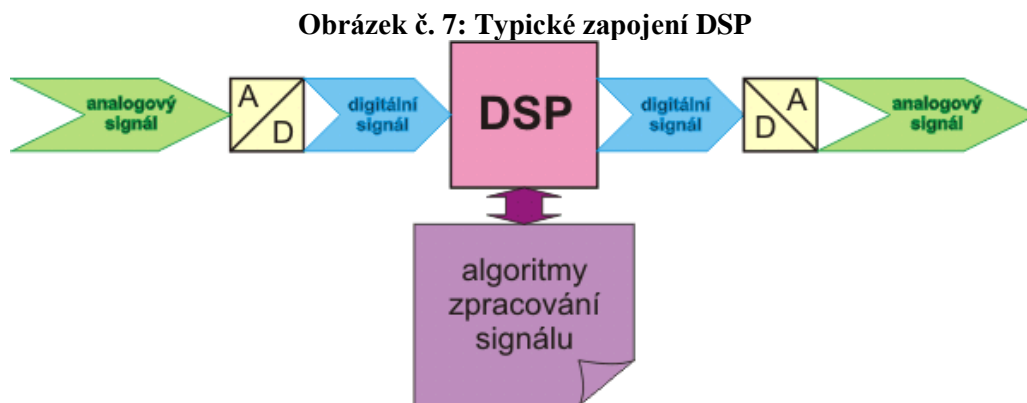 Obrázek č. 7: Typické zapojení DSP
analogový
signál
A
D
digitální
signál
DSP
digitální
signál
A
D
analogový
signál
algoritmy
zpracování
signálu